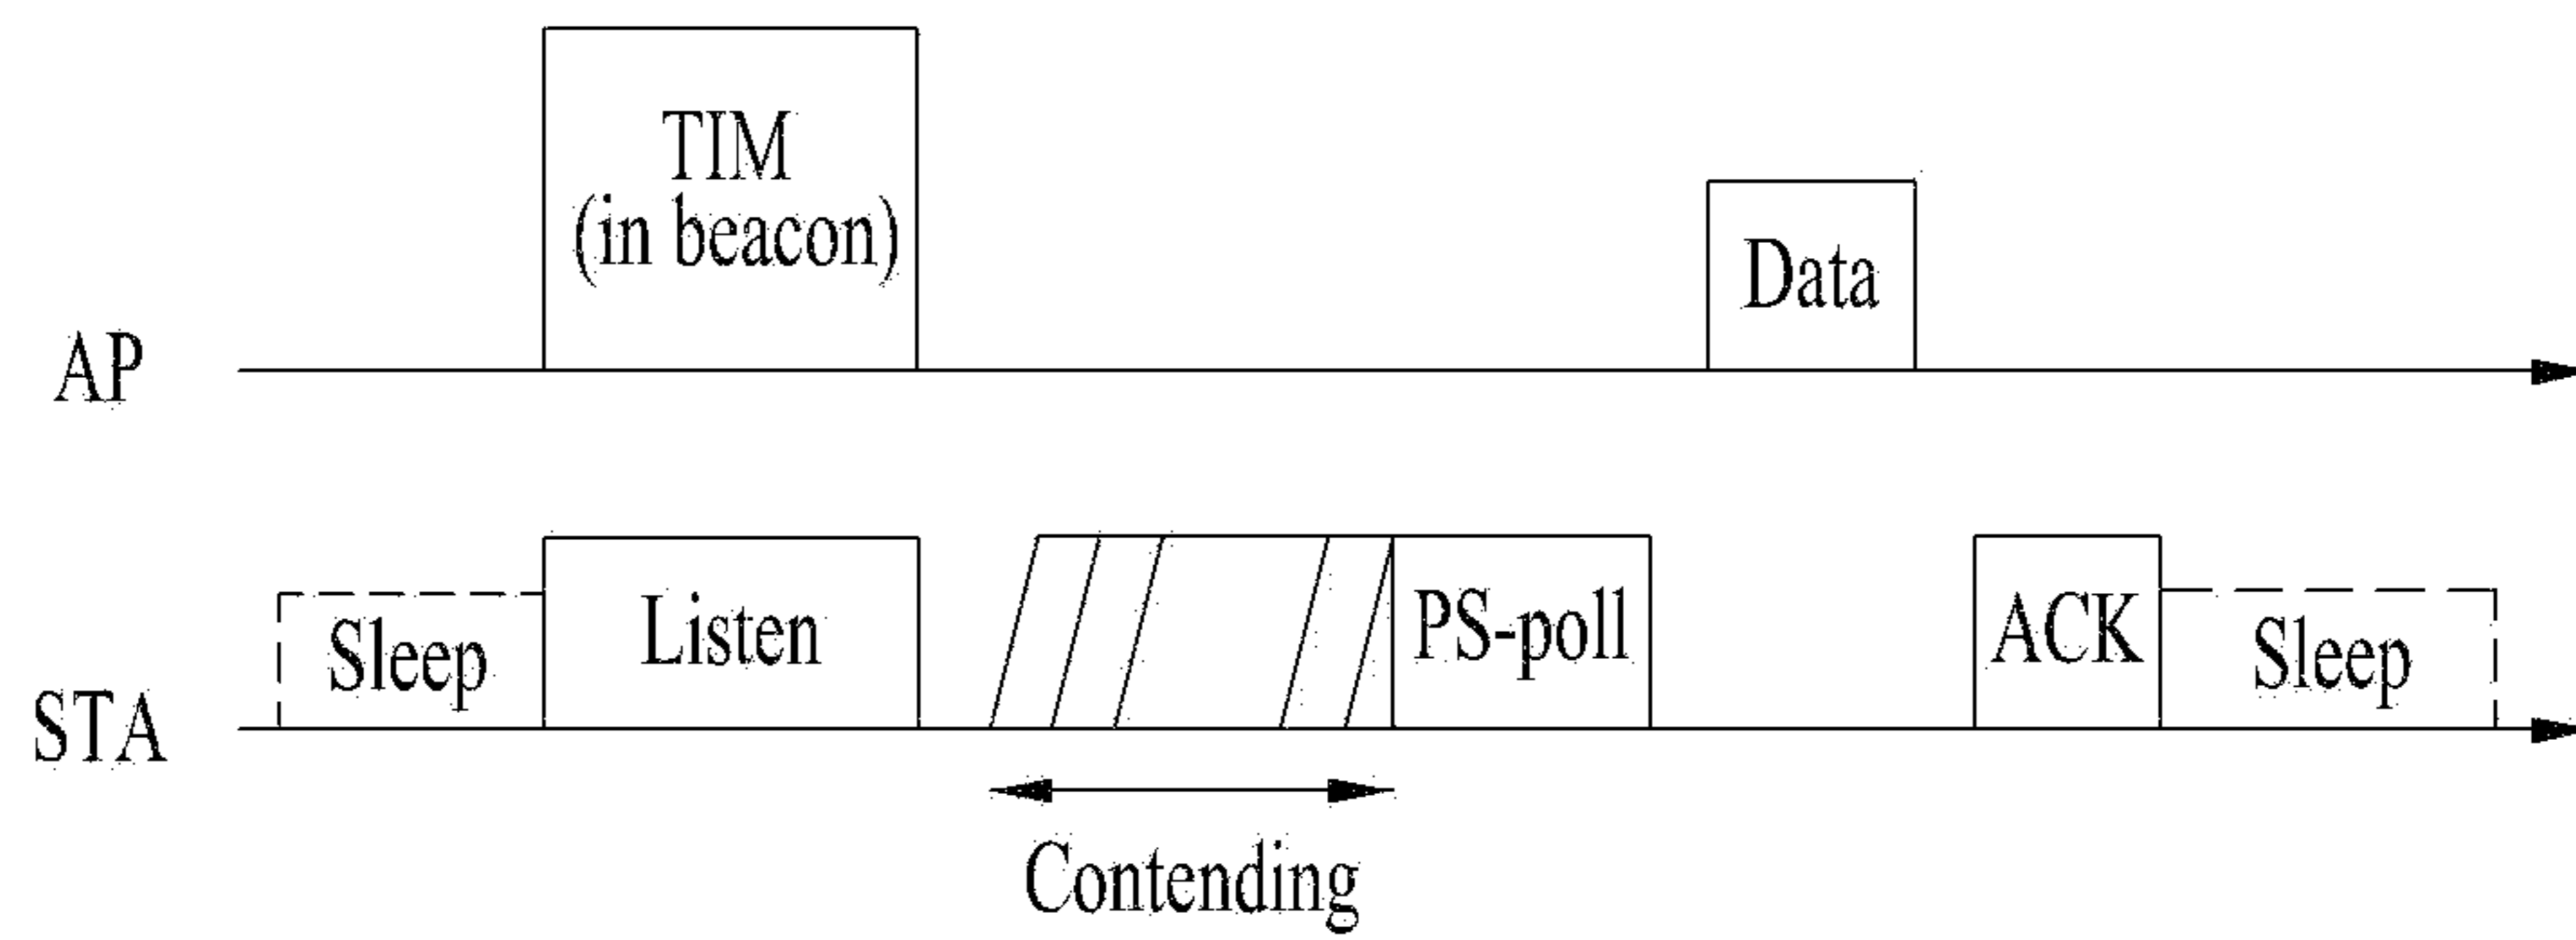 TIM
(in beacon)
Data
AP
Sleep
Listen
PS-poll
ACK
Sleep
STA
Contending